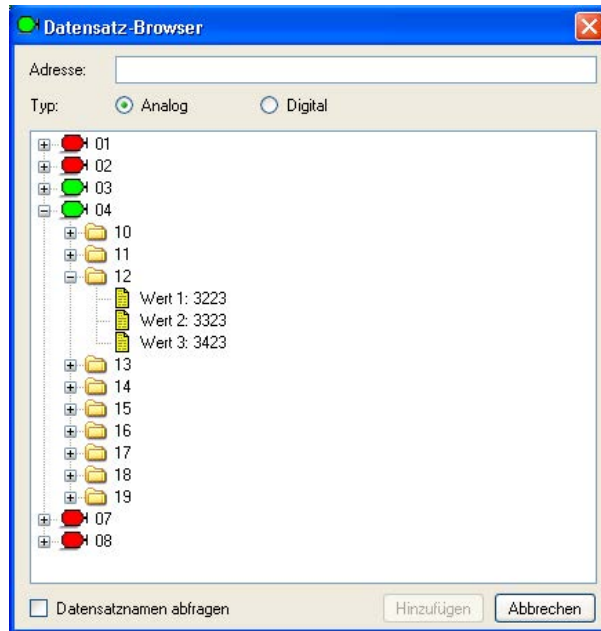 Datensatz-Browser
Adresse:
Typ: Analog Digital
01
02
03
04
10
11
12
Wert 1: 3223
Wert 2: 3323
Wert 3: 3423
13
14
15
16
17
18
19
07
08
Datensatznamen abfragen Hinzufügen Abbrechen